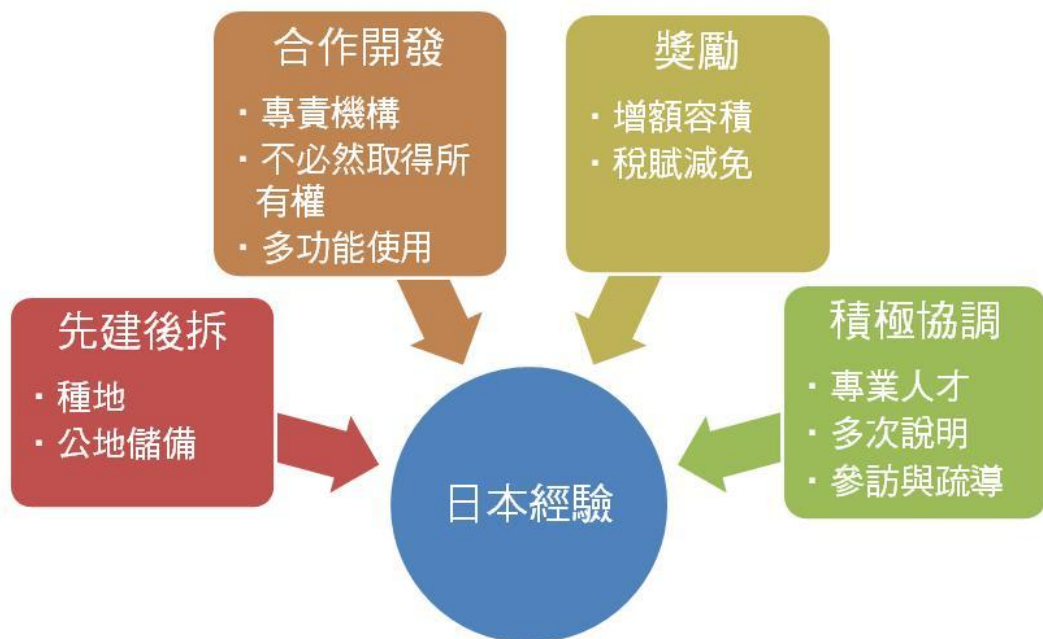 合作開發
· 專責機構
· 不必然取得所
有權
· 多功能使用
獎勵
· 增額容積
· 稅賦減免
先建後拆
· 種地
· 公地儲備
積極協調
· 專業人才
· 多次說明
· 參訪與疏導
日本經驗